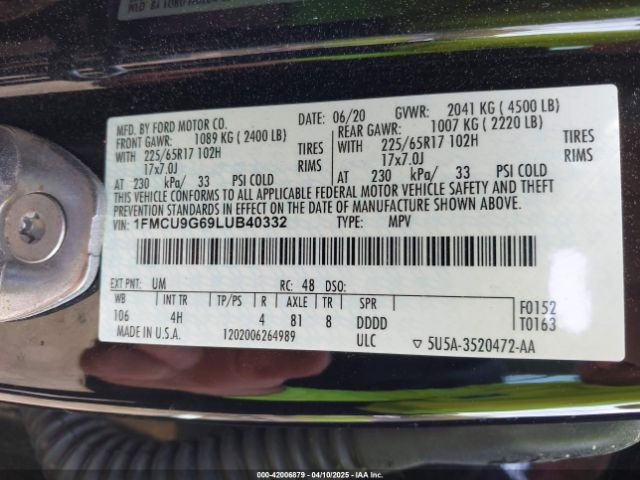 DATE: 06/20 GVWR: 2041 KG ( 4500 LB)
MFD. BY FORD MOTOR CO.
FRONT GAWR: 1089 KG ( 2400 LB) REAR GAWR: 1007 KG ( 2220 LB)
WITH 225/65R17 102H TIRES WITH 225/65R17 102H TIRES
17x7.0J RIMS 17x7.0J RIMS
AT 230 kPa/ 33 PSI COLD AT 230 kPa/ 33 PSI COLD
THIS VEHICLE CONFORMS TO ALL APPLICABLE FEDERAL MOTOR VEHICLE SAFETY AND THEFT
PREVENTION STANDARDS IN EFFECT ON THE DATE OF MANUFACTURE SHOWN ABOVE.
VIN: 1FMCU9G69LUB40332 TYPE: MPV
EXT PNT: UM RC: 48 DSO:
WB INT TR TP/PS R AXLE TR SPR F0152
106 4H 4 81 8 DDDD T0163
MADE IN U.S.A. 1202006264989 ULC ▽ 5U5A-3520472-AA
000-42006879 - 04/10/2025 - IAAI.COM